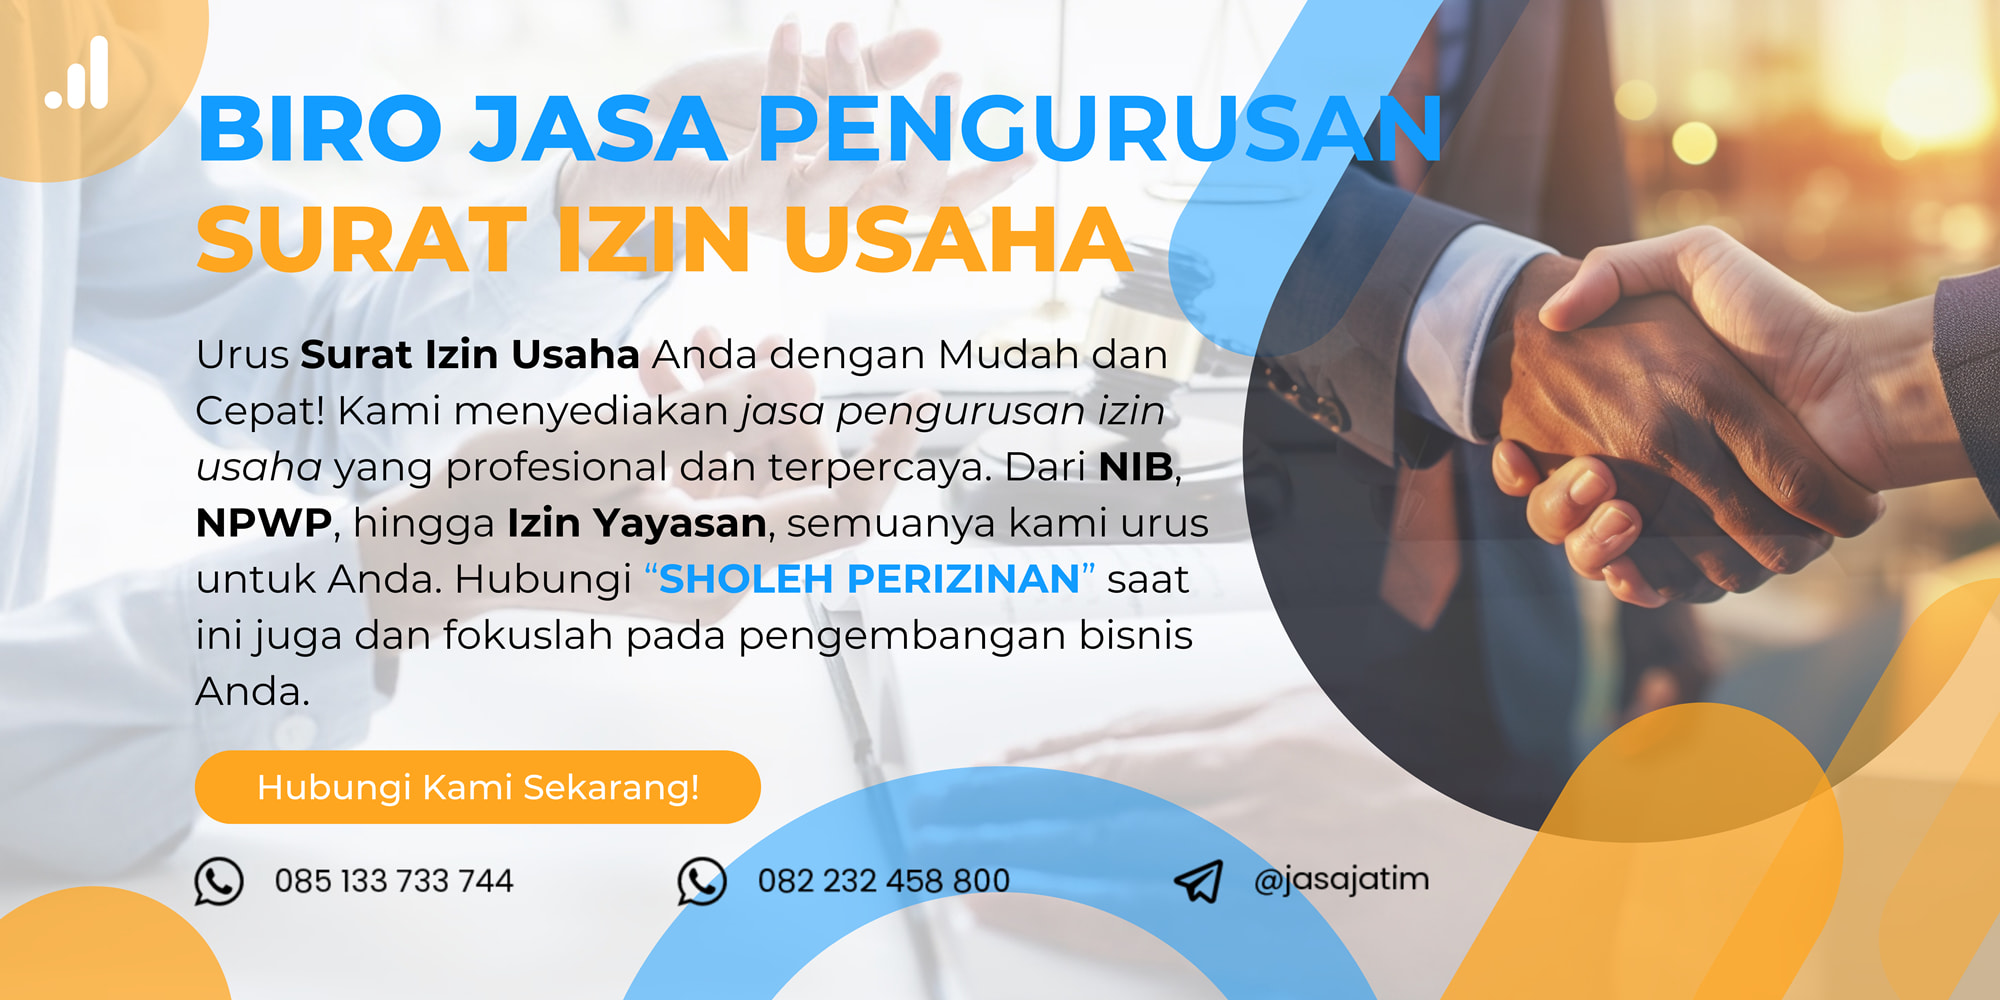 BIRO JASA PENGURUSAN
SURAT IZIN USAHA
Urus Surat Izin Usaha Anda dengan Mudah dan
Cepat! Kami menyediakan jasa pengurusan izin
usaha yang profesional dan terpercaya. Dari NIB,
NPWP, hingga Izin Yayasan, semuanya kami urus
untuk Anda. Hubungi “SHOLEH PERIZINAN” saat
ini juga dan fokuslah pada pengembangan bisnis
Anda.
Hubungi Kami Sekarang!
085 133 733 744
082 232 458 800
@jasajatim